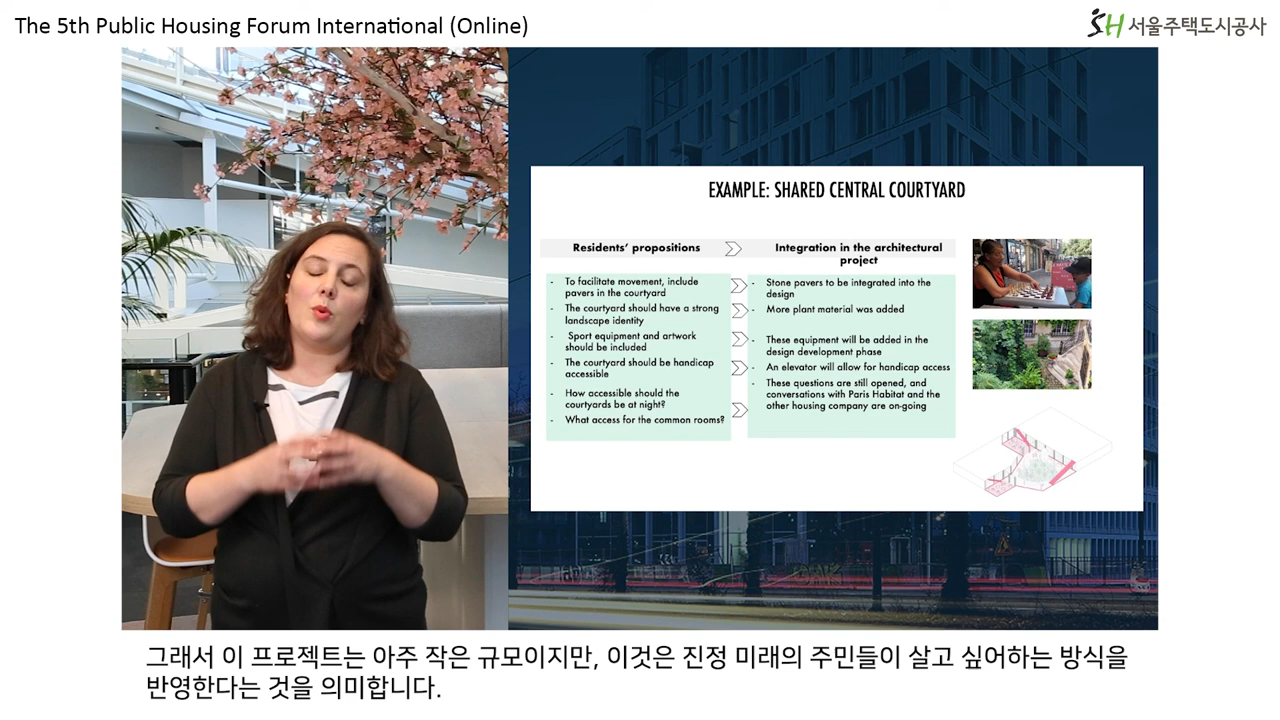 The 5th Public Housing Forum International (Online)
SH 서울주택도시공사
EXAMPLE: SHARED CENTRAL COURTYARD
Residents' propositions
Integration in the architectural
project
- To facilitate movement, include
pavers in the courtyard
- The courtyard should have a strong
landscape identity
- Sport equipment and artwork
should be included
- The courtyard should be handicap
accessible
- How accessible should the
courtyards be at night?
- What access for the common rooms?
- Stone pavers to be integrated into the
design
- More plant material was added
- These equipment will be added in the
design development phase
- An elevator will allow for handicap access
- These questions are still opened, and
conversations with Paris Habitat and the
other housing company are on-going
그래서 이 프로젝트는 아주 작은 규모이지만, 이것은 진정 미래의 주민들이 살고 싶어하는 방식을
반영한다는 것을 의미합니다.